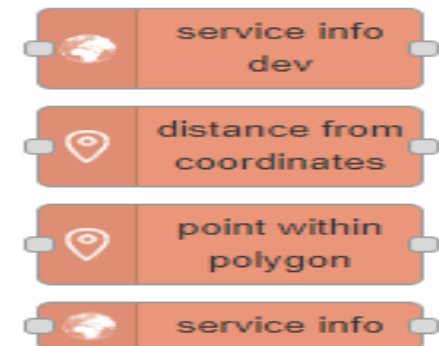 service info
dev
distance from
coordinates
point within
polygon
service info